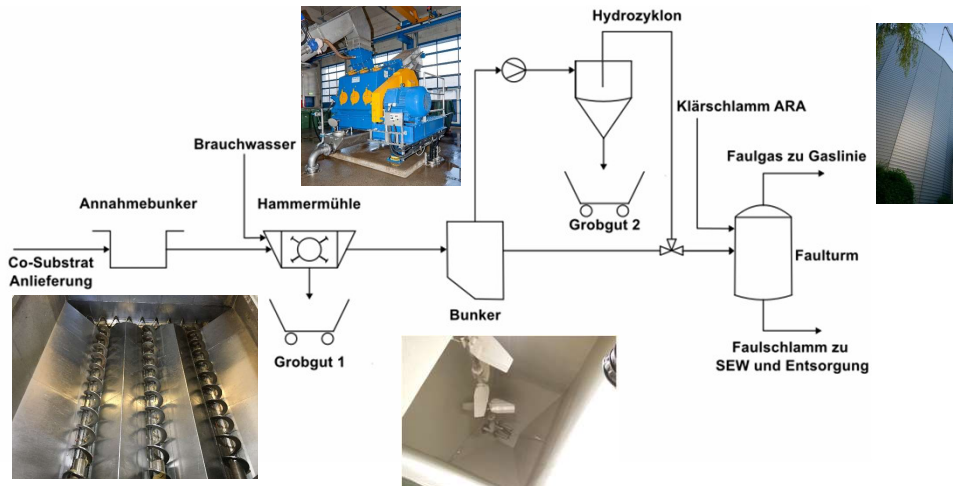 Hydrozyklon
Klärschlamm ARA
Brauchwasser
Faulgas zu Gaslinie
Annahmebunker
Hammermühle
Grobgut 2
Co-Substrat
Anlieferung
Faulturm
Bunker
Grobgut 1
Faulschlamm zu
SEW und Entsorgung